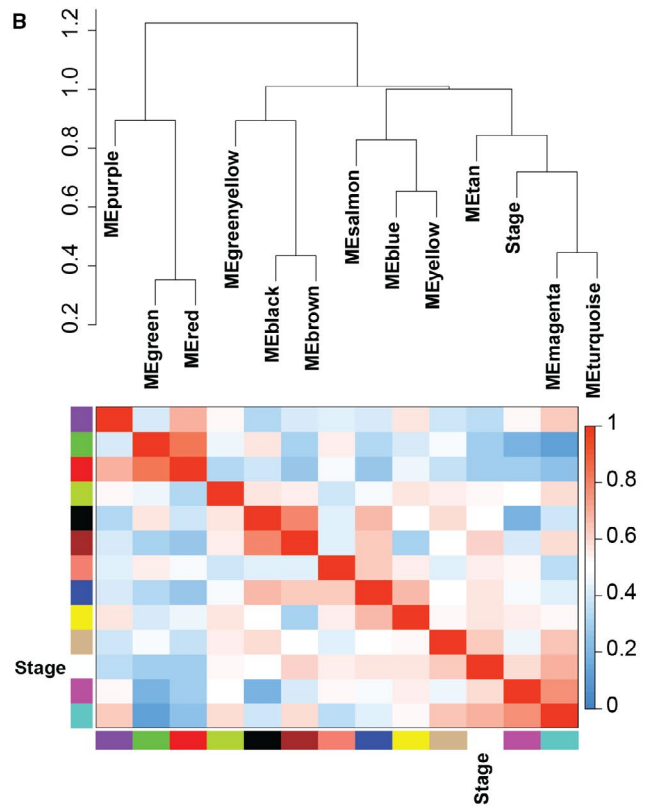 B
1.2
1.0
0.8
0.6
0.4
0.2
MEpurple
MEgreen
MEred
MEgreenyellow
MEblack
MEbrown
MEsalmon
MEblue
MEyellow
MEtan
Stage
MEmagenta
MEturquoise
1
0.8
0.6
0.4
0.2
0
Stage
Stage